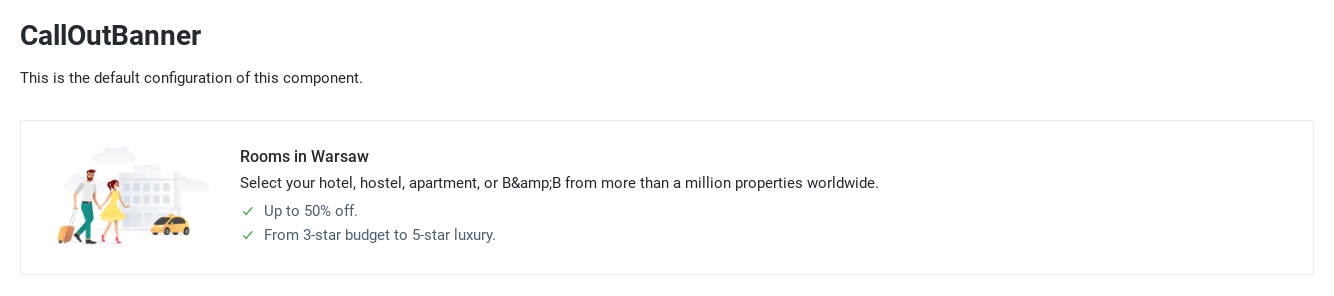 CallOutBanner
This is the default configuration of this component.
HOTEL
Rooms in Warsaw
Select your hotel, hostel, apartment, or B&amp;B from more than a million properties worldwide.
Up to 50% off.
From 3-star budget to 5-star luxury.